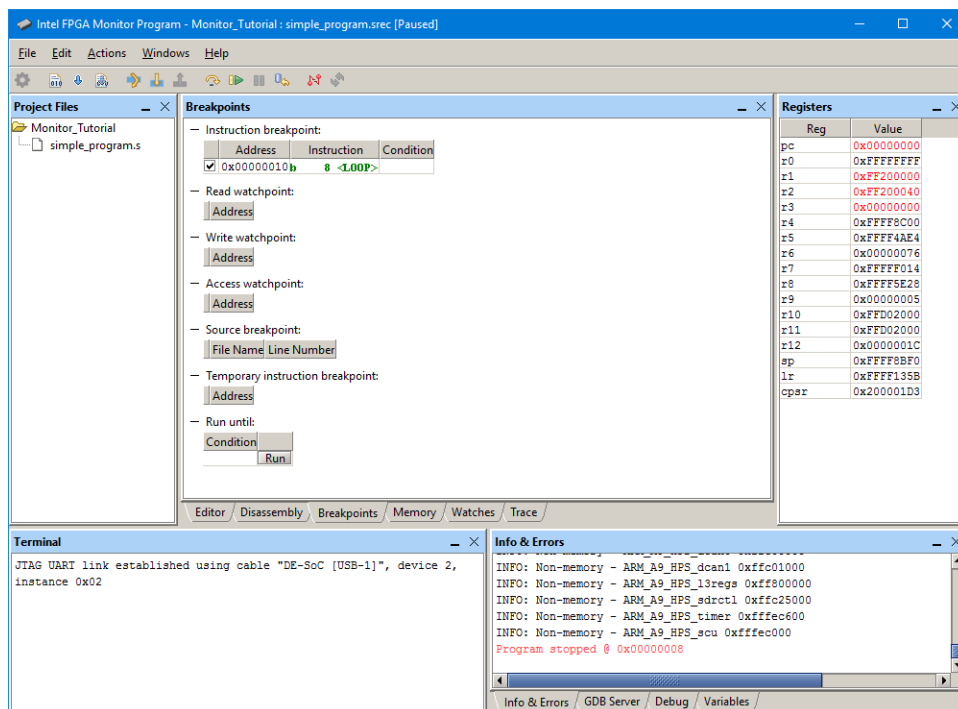 Intel FPGA Monitor Program - Monitor_Tutorial : simple_program.srec [Paused]
File Edit Actions Windows Help
Project Files
Monitor_Tutorial
simple_program.s
Breakpoints
Instruction breakpoint:
Address Instruction Condition
0x00000010 b 8 <LOOP>
Read watchpoint:
Address
Write watchpoint:
Address
Access watchpoint:
Address
Source breakpoint:
File Name Line Number
Temporary instruction breakpoint:
Address
Run until:
Condition
Run
Editor Disassembly Breakpoints Memory Watches Trace
Registers
Reg Value
pc 0x00000000
r0 0xFFFFFFFF
r1 0xFF200000
r2 0xFF200040
r3 0x00000000
r4 0xFFFF8C00
r5 0xFFFF4AE4
r6 0x00000076
r7 0xFFFFF014
r8 0xFFFF5E28
r9 0x00000005
r10 0xFFD02000
r11 0xFFD02000
r12 0x0000001C
sp 0xFFFF8BF0
lr 0xFFFF135B
cpsr 0x200001D3
Terminal
JTAG UART link established using cable "DE-SoC [USB-1]", device 2,
instance 0x02
Info & Errors
INFO: Non-memory - ARM_A9_HPS_dcan1 0xffc01000
INFO: Non-memory - ARM_A9_HPS_l3regs 0xff800000
INFO: Non-memory - ARM_A9_HPS_sdrctl 0xffc25000
INFO: Non-memory - ARM_A9_HPS_timer 0xfffec600
INFO: Non-memory - ARM_A9_HPS_scu 0xfffec000
Program stopped @ 0x00000008
Info & Errors GDB Server Debug Variables